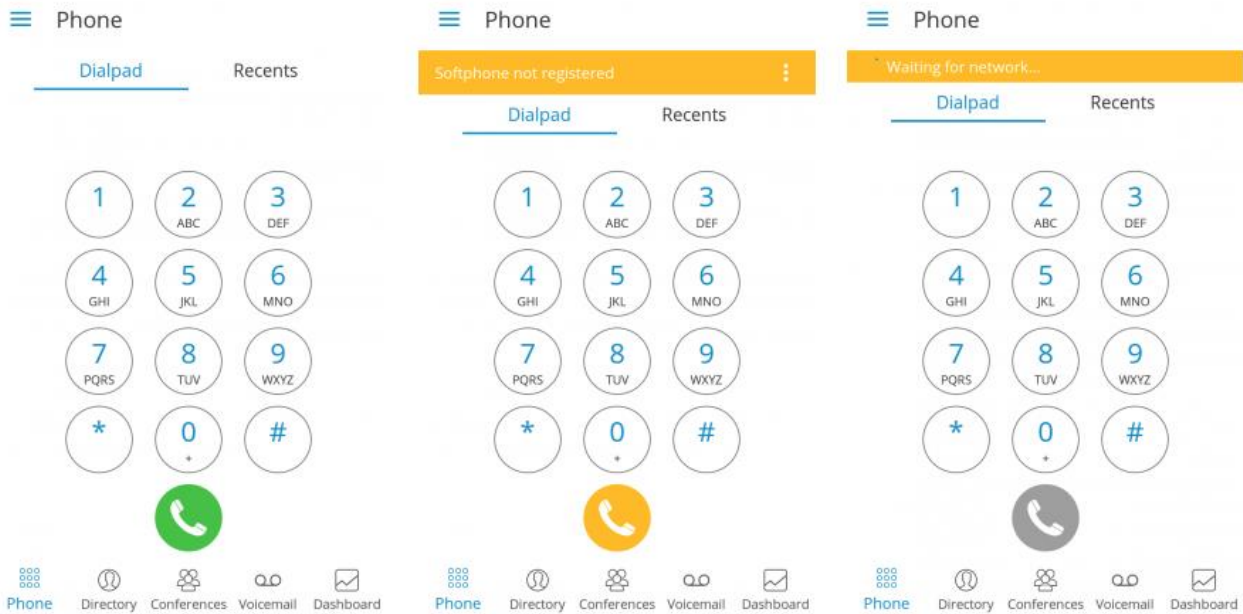 Phone
Dialpad Recents
1
2
ABC
3
DEF
4
GHI
5
JKL
6
MNO
7
PQRS
8
TUV
9
WXYZ
*
0
+
#
Phone Directory Conferences Voicemail Dashboard
Phone
Softphone not registered
Dialpad Recents
1
2
ABC
3
DEF
4
GHI
5
JKL
6
MNO
7
PQRS
8
TUV
9
WXYZ
*
0
+
#
Phone Directory Conferences Voicemail Dashboard
Phone
Waiting for network...
Dialpad Recents
1
2
ABC
3
DEF
4
GHI
5
JKL
6
MNO
7
PQRS
8
TUV
9
WXYZ
*
0
+
#
Phone Directory Conferences Voicemail Dashboard